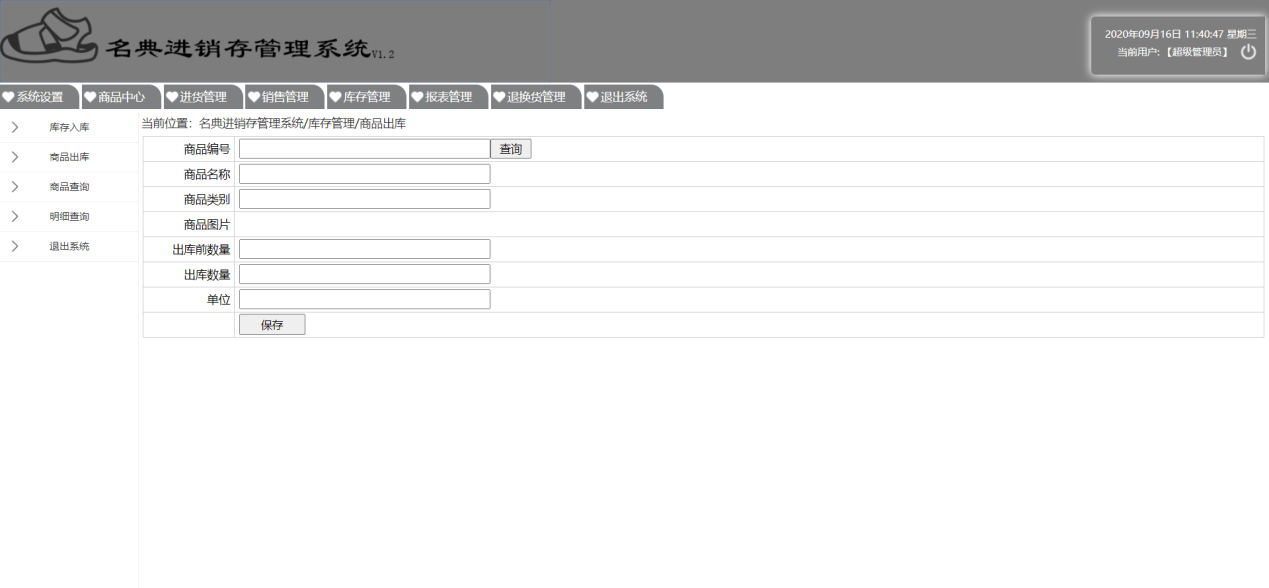 名典进销存管理系统V1.2
2020年09月16日 11:40:47 星期三
当前用户:【超级管理员】
系统设置 商品中心 进货管理 销售管理 库存管理 报表管理 退换货管理 退出系统
库存入库
商品出库
商品查询
明细查询
退出系统
当前位置：名典进销存管理系统/库存管理/商品出库
商品编号 查询
商品名称
商品类别
商品图片
出库前数量
出库数量
单位
保存